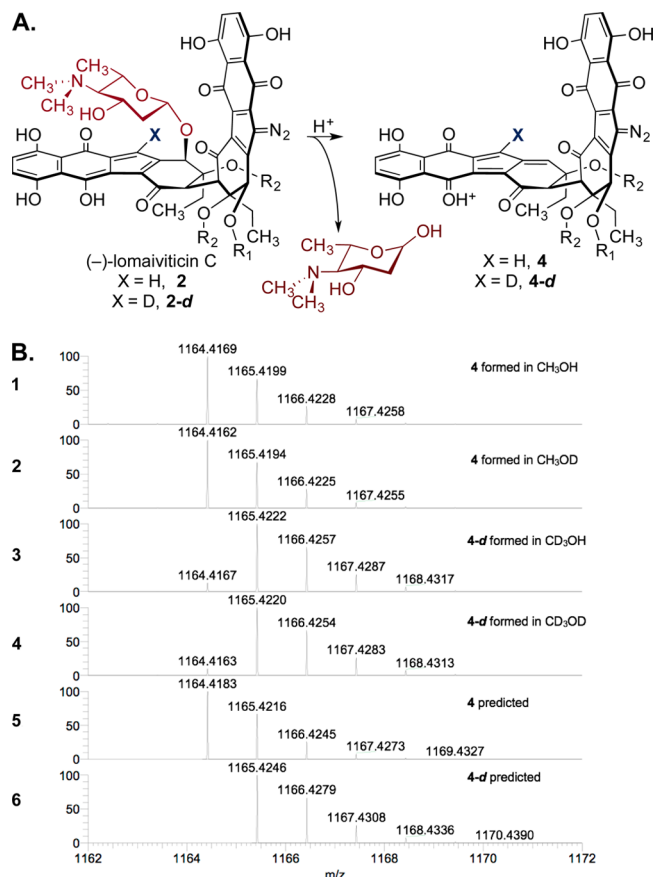 A.
OH
HO
O
O
CH₃
H₃C
N
H₃C
O
HO
O
N₂
HO
O
X
O
O
R₂
HO
OH
O
CH₃
O
O
CH₃
R₂
R₁
(–)-lomaiviticin C
X = H, 2
X = D, 2-d
H⁺
CH₃
O
OH
H₃C
N
H₃C
HO
OH
HO
O
O
N₂
HO
O
X
O
O
R₂
HO
OH⁺
O
CH₃
O
O
CH₃
R₂
R₁
X = H, 4
X = D, 4-d
B.
1
100
50
0
1164.4169
1165.4199
1166.4228
1167.4258
4 formed in CH₃OH
2
100
50
0
1164.4162
1165.4194
1166.4225
1167.4255
4 formed in CH₃OD
3
100
50
0
1164.4167
1165.4222
1166.4257
1167.4287
1168.4317
4-d formed in CD₃OH
4
100
50
0
1164.4163
1165.4220
1166.4254
1167.4283
1168.4313
4-d formed in CD₃OD
5
100
50
0
1164.4183
1165.4216
1166.4245
1167.4273
1169.4327
4 predicted
6
100
50
0
1165.4246
1166.4279
1167.4308
1168.4336
1170.4390
4-d predicted
1162
1164
1166
1168
1170
1172
m/z